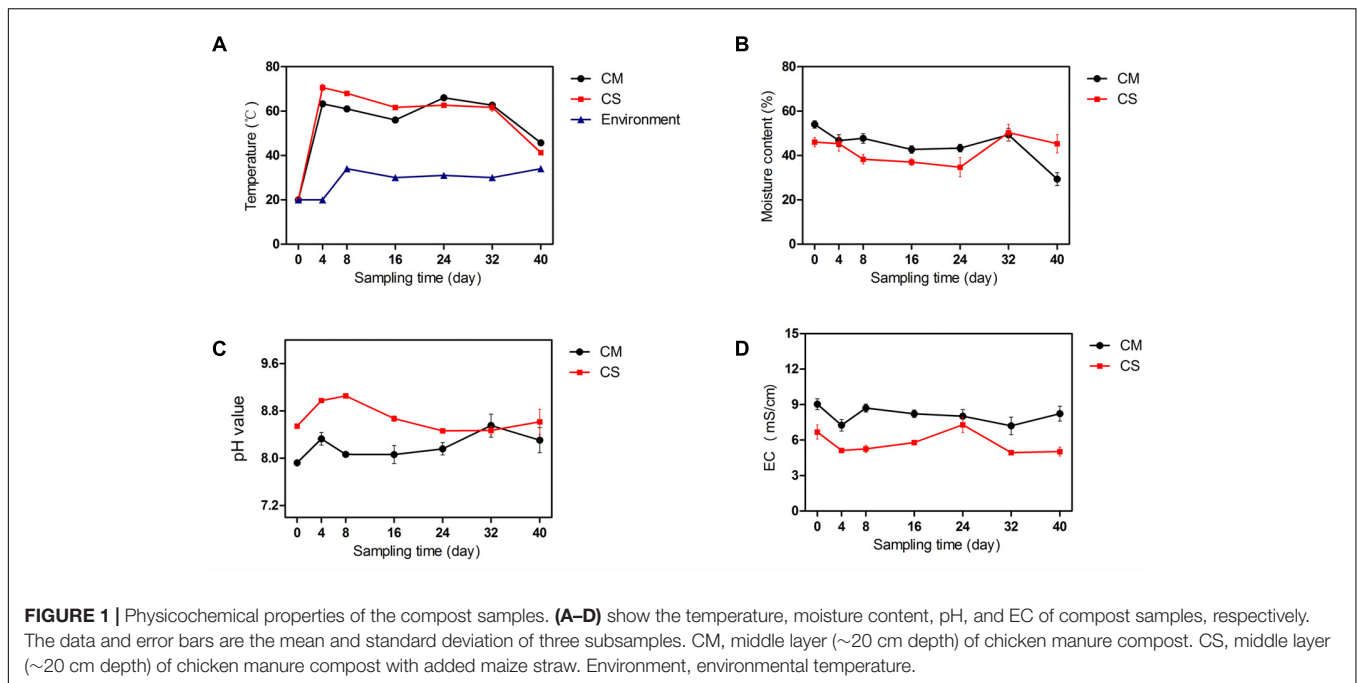 A
80
60
40
20
0
Temperature (℃)
0 4 8 16 24 32 40
Sampling time (day)
CM
CS
Environment
B
80
60
40
20
0
Moisture content (%)
0 4 8 16 24 32 40
Sampling time (day)
CM
CS
C
9.6
8.8
8.0
7.2
pH value
0 4 8 16 24 32 40
Sampling time (day)
CM
CS
D
15
12
9
6
3
0
EC ( mS/cm)
0 4 8 16 24 32 40
Sampling time (day)
CM
CS
FIGURE 1 | Physicochemical properties of the compost samples. (A–D) show the temperature, moisture content, pH, and EC of compost samples, respectively.
The data and error bars are the mean and standard deviation of three subsamples. CM, middle layer (~20 cm depth) of chicken manure compost. CS, middle layer
(~20 cm depth) of chicken manure compost with added maize straw. Environment, environmental temperature.